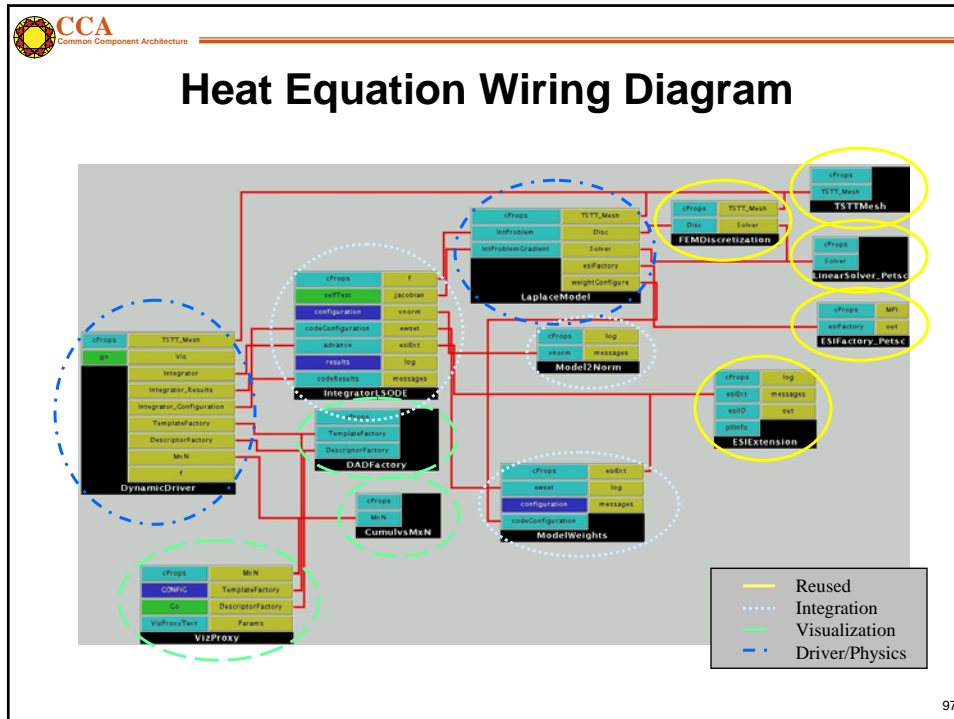 CCA
Common Component Architecture
Heat Equation Wiring Diagram
cProps
TSTT_Mesh
TSTTMesh
cProps TSTT_Mesh
Disc Solver
FEMDiscretization
cProps TSTT_Mesh
IntProblem Disc
IntProblemGradient Solver
esiFactory
weightConfigure
LaplaceModel
cProps
Solver
LinearSolver_Petsc
cProps MPI
esiFactory out
ESIFactory_Petsc
cProps f
selfTest jacobian
configuration vnorm
codeConfiguration ewset
advance esiExt
results log
codeResults messages
IntegratorLSODE
cProps log
vnorm messages
Model2Norm
cProps TSTT_Mesh
go Viz
Integrator
Integrator_Results
Integrator_Configuration
TemplateFactory
DescriptorFactory
MxN
f
DynamicDriver
cProps log
esiExt messages
esiIO out
pillInfo
ESIExtension
cProps
TemplateFactory
DescriptorFactory
DADFactory
cProps esiExt
ewset log
configuration messages
codeConfiguration
ModelWeights
cProps
MxN
CumulvsMxN
cProps MxN
CONFIG TemplateFactory
Go DescriptorFactory
VizProxyText Params
VizProxy
Reused
Integration
Visualization
Driver/Physics
97